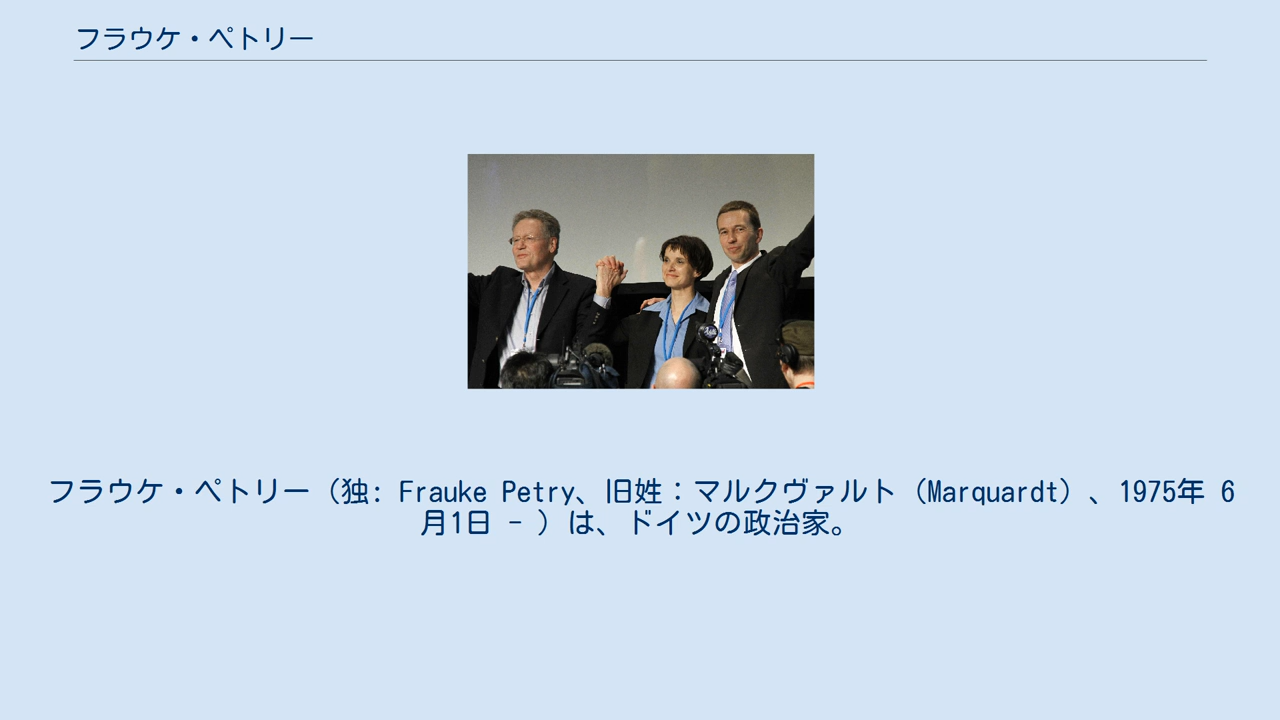 フラウケ・ペトリー
フラウケ・ペトリー（独: Frauke Petry、旧姓：マルクヴァルト（Marquardt）、1975年 6
月1日 - ）は、ドイツの政治家。